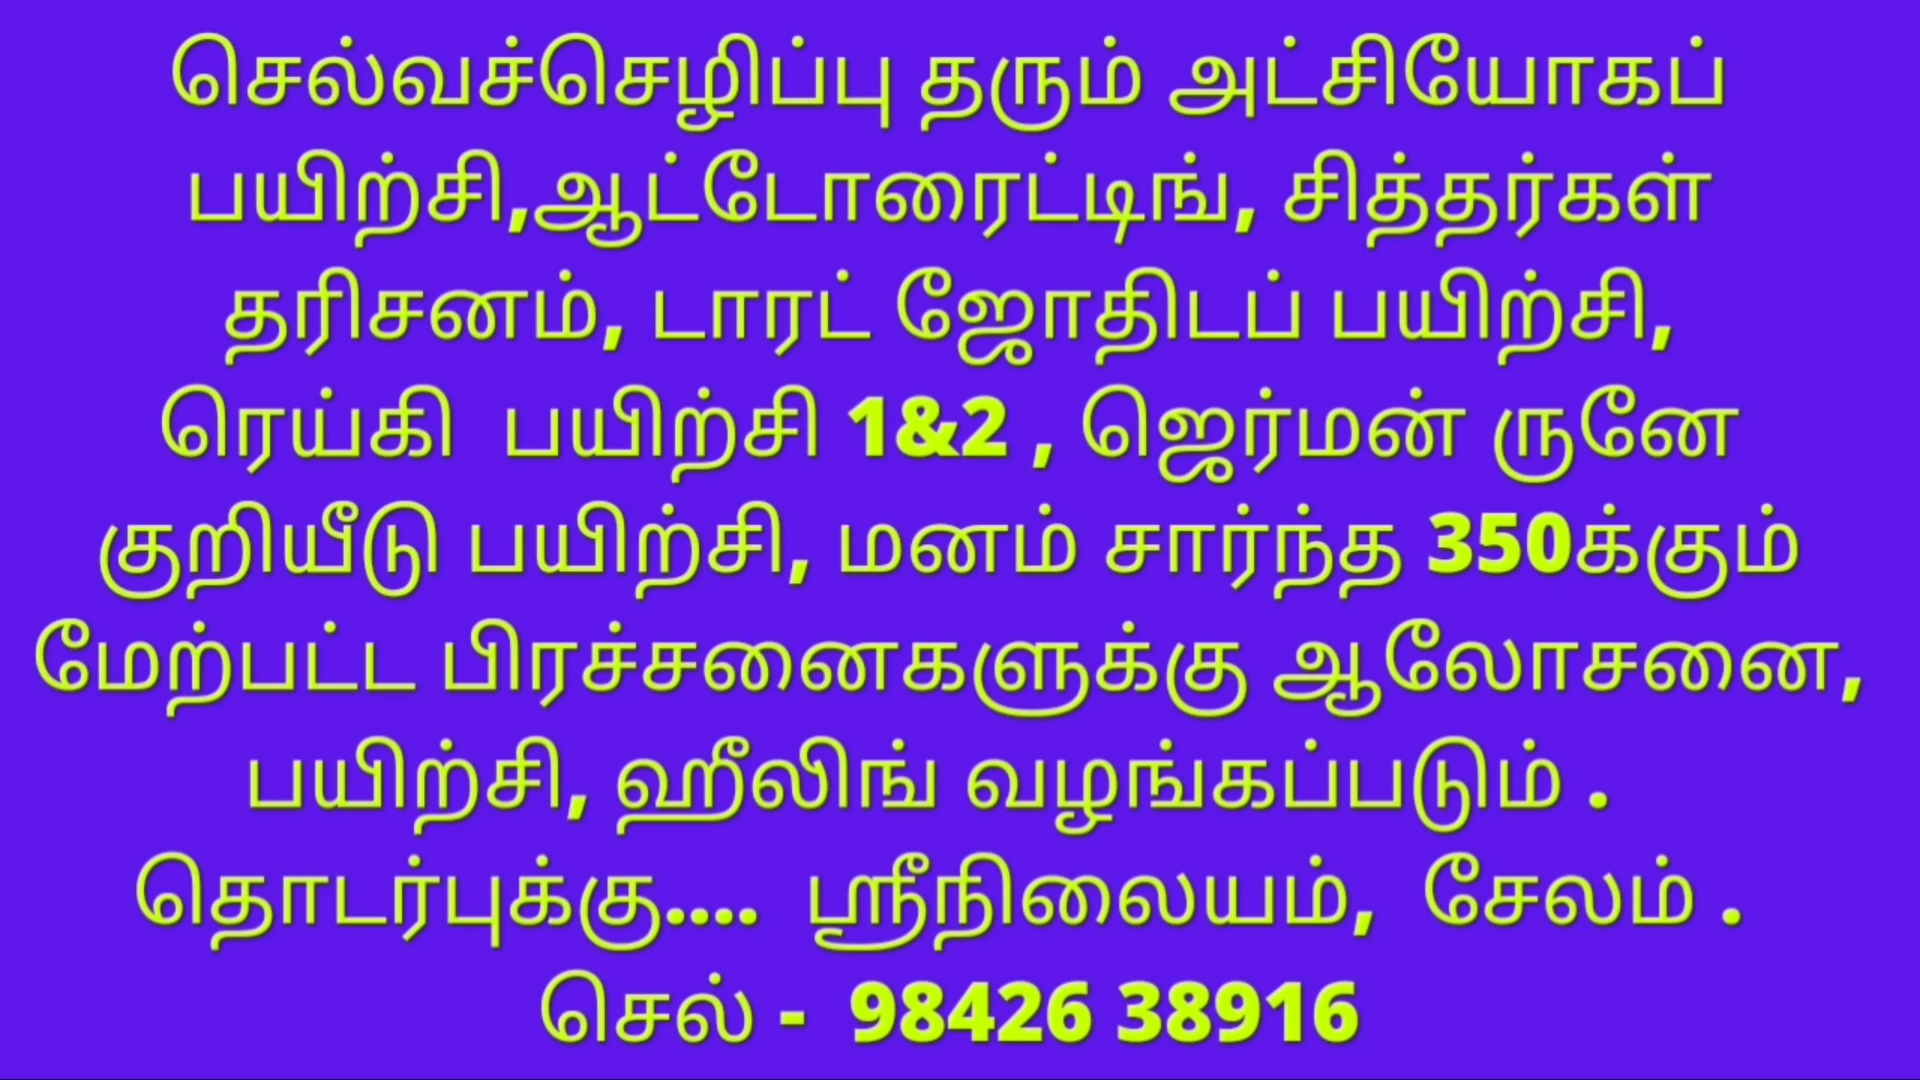 செல்வச்செழிப்பு தரும் அட்சியோகப்
பயிற்சி,ஆட்டோரைட்டிங், சித்தர்கள்
தரிசனம், டாரட் ஜோதிடப் பயிற்சி,
ரெய்கி பயிற்சி 1&2 , ஜெர்மன் ருனே
குறியீடு பயிற்சி, மனம் சார்ந்த 350க்கும்
மேற்பட்ட பிரச்சனைகளுக்கு ஆலோசனை,
பயிற்சி, ஹீலிங் வழங்கப்படும் .
தொடர்புக்கு.... ஸ்ரீநிலையம், சேலம் .
செல் - 98426 38916